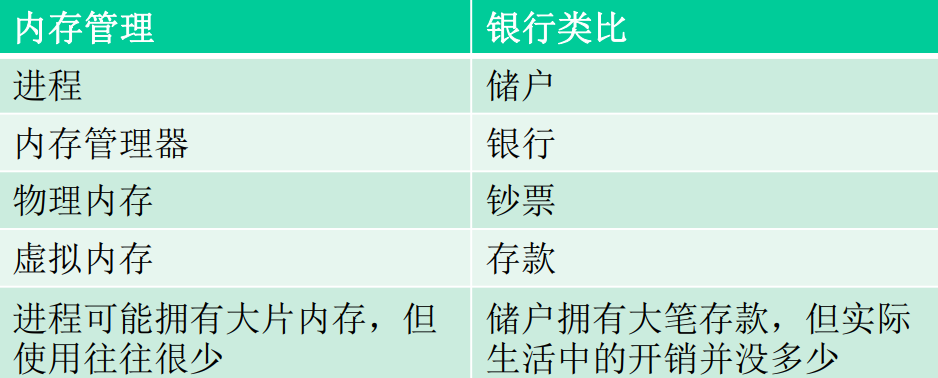 内存管理 银行类比
进程 储户
内存管理器 银行
物理内存 钞票
虚拟内存 存款
进程可能拥有大片内存，但
使用往往很少
储户拥有大笔存款，但实际
生活中的开销并没多少